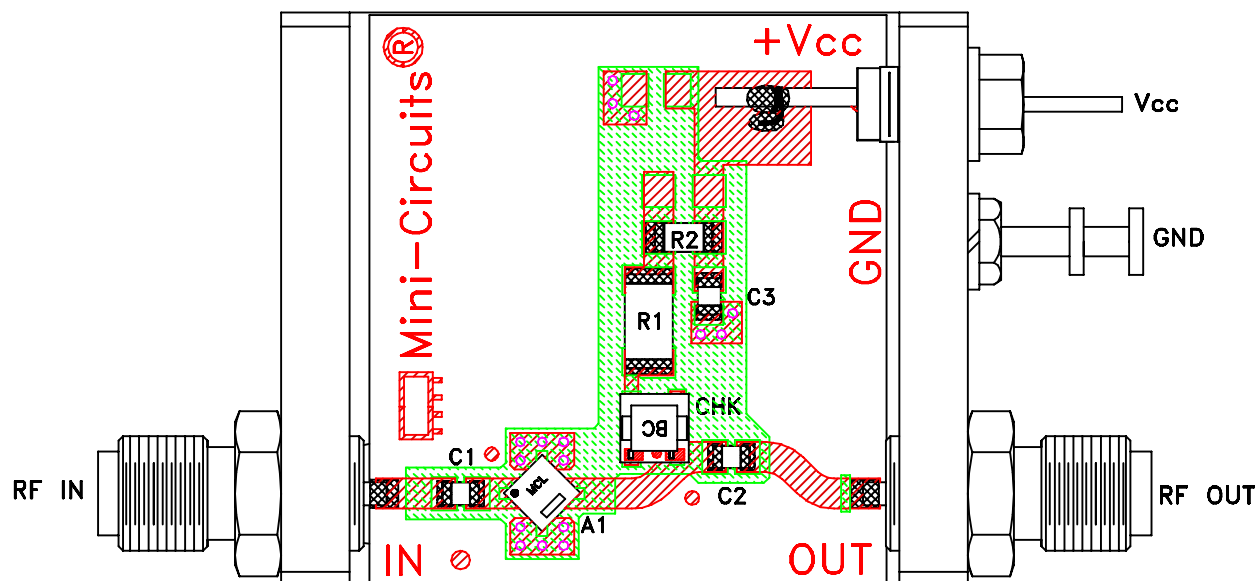 Mini-Circuits®
+Vcc
Vcc
GND
GND
R2
C3
R1
CHK
BC
C1
MCL
A1
C2
RF IN
RF OUT
IN
OUT